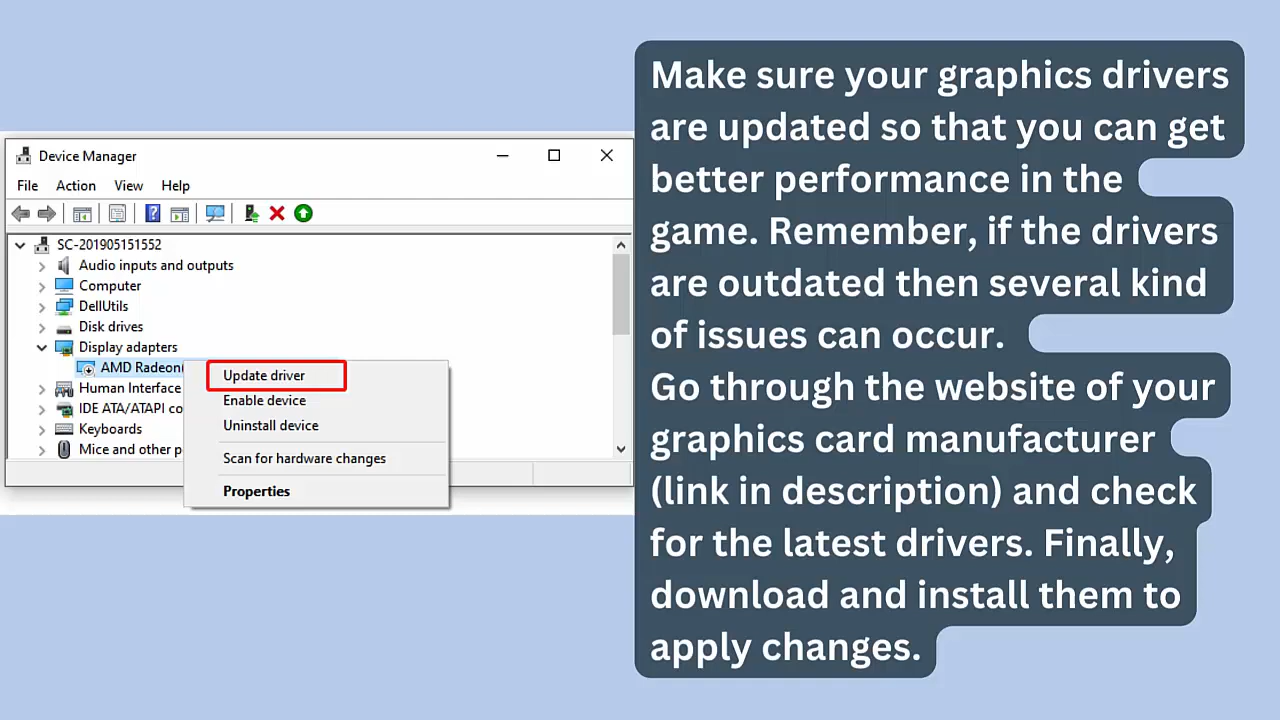 Device Manager
File Action View Help
SC-201905151552
Audio inputs and outputs
Computer
DellUtils
Disk drives
Display adapters
AMD Radeon(
Update driver
Human Interface
Enable device
IDE ATA/ATAPI co
Keyboards
Uninstall device
Mice and other p
Scan for hardware changes
Properties
Make sure your graphics drivers
are updated so that you can get
better performance in the
game. Remember, if the drivers
are outdated then several kind
of issues can occur.
Go through the website of your
graphics card manufacturer
(link in description) and check
for the latest drivers. Finally,
download and install them to
apply changes.